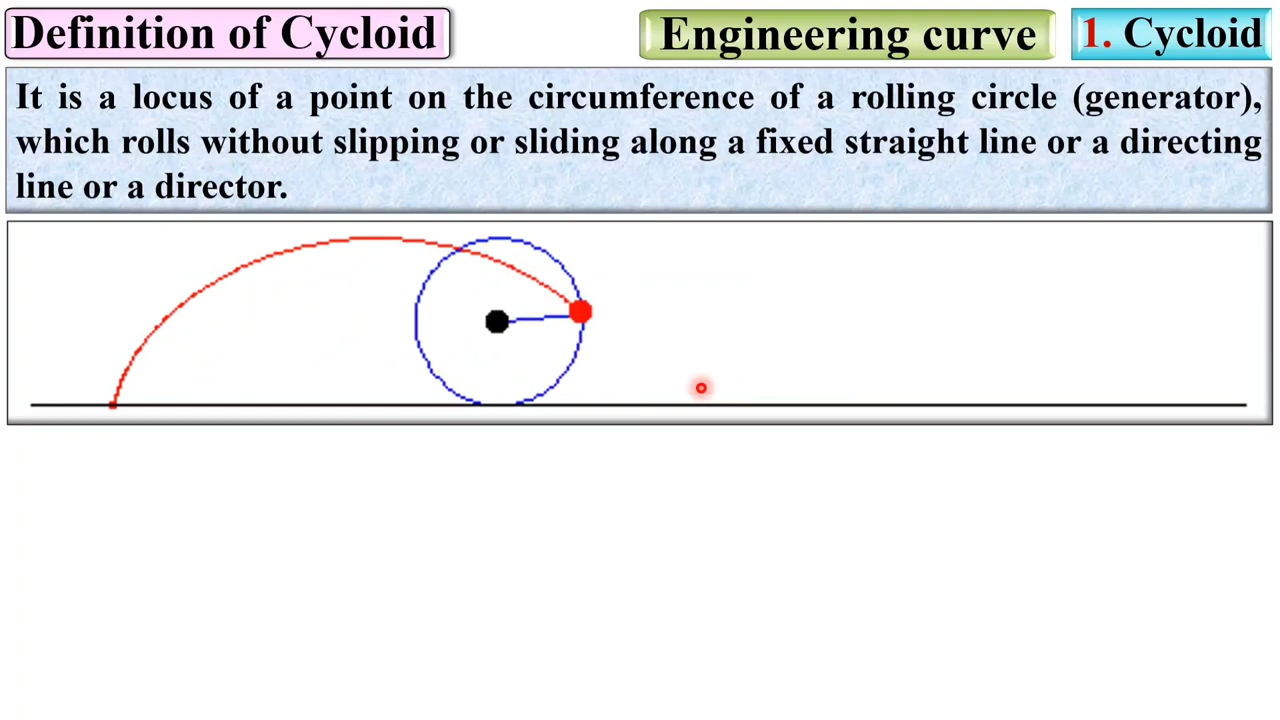 Definition of Cycloid
Engineering curve
1. Cycloid
It is a locus of a point on the circumference of a rolling circle (generator),
which rolls without slipping or sliding along a fixed straight line or a directing
line or a director.